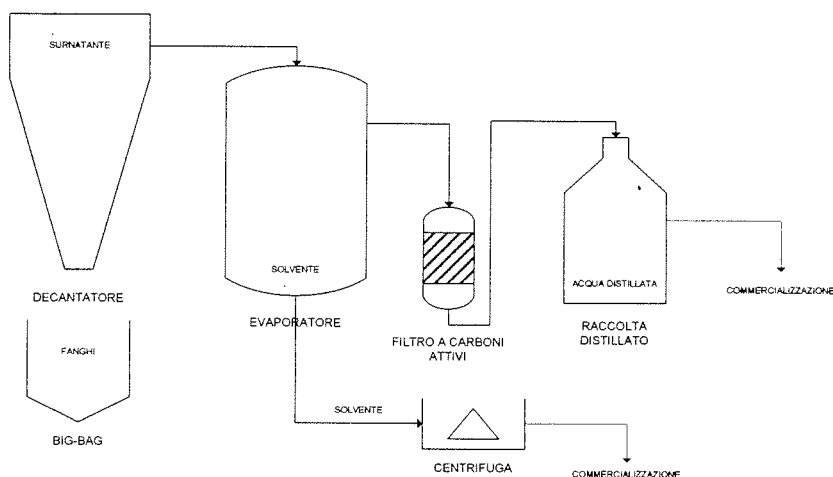 SURNATANTE
DECANTATORE
FANGHI
BIG-BAG
SOLVENTE
EVAPORATORE
FILTRO A CARBONI
ATTIVI
ACQUA DISTILLATA
RACCOLTA
DISTILLATO
COMMERCIALIZZAZIONE
SOLVENTE
CENTRIFUGA
COMMERCIALIZZAZIONE